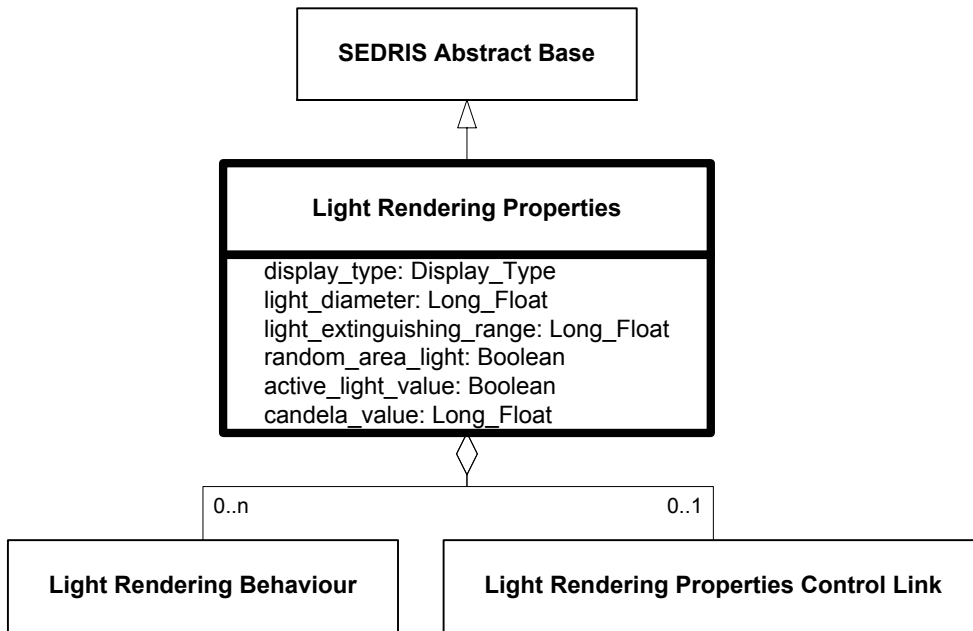 SEDRIS Abstract Base
Light Rendering Properties
display_type: Display_Type
light_diameter: Long_Float
light_extinguishing_range: Long_Float
random_area_light: Boolean
active_light_value: Boolean
candela_value: Long_Float
0..n
0..1
Light Rendering Behaviour
Light Rendering Properties Control Link